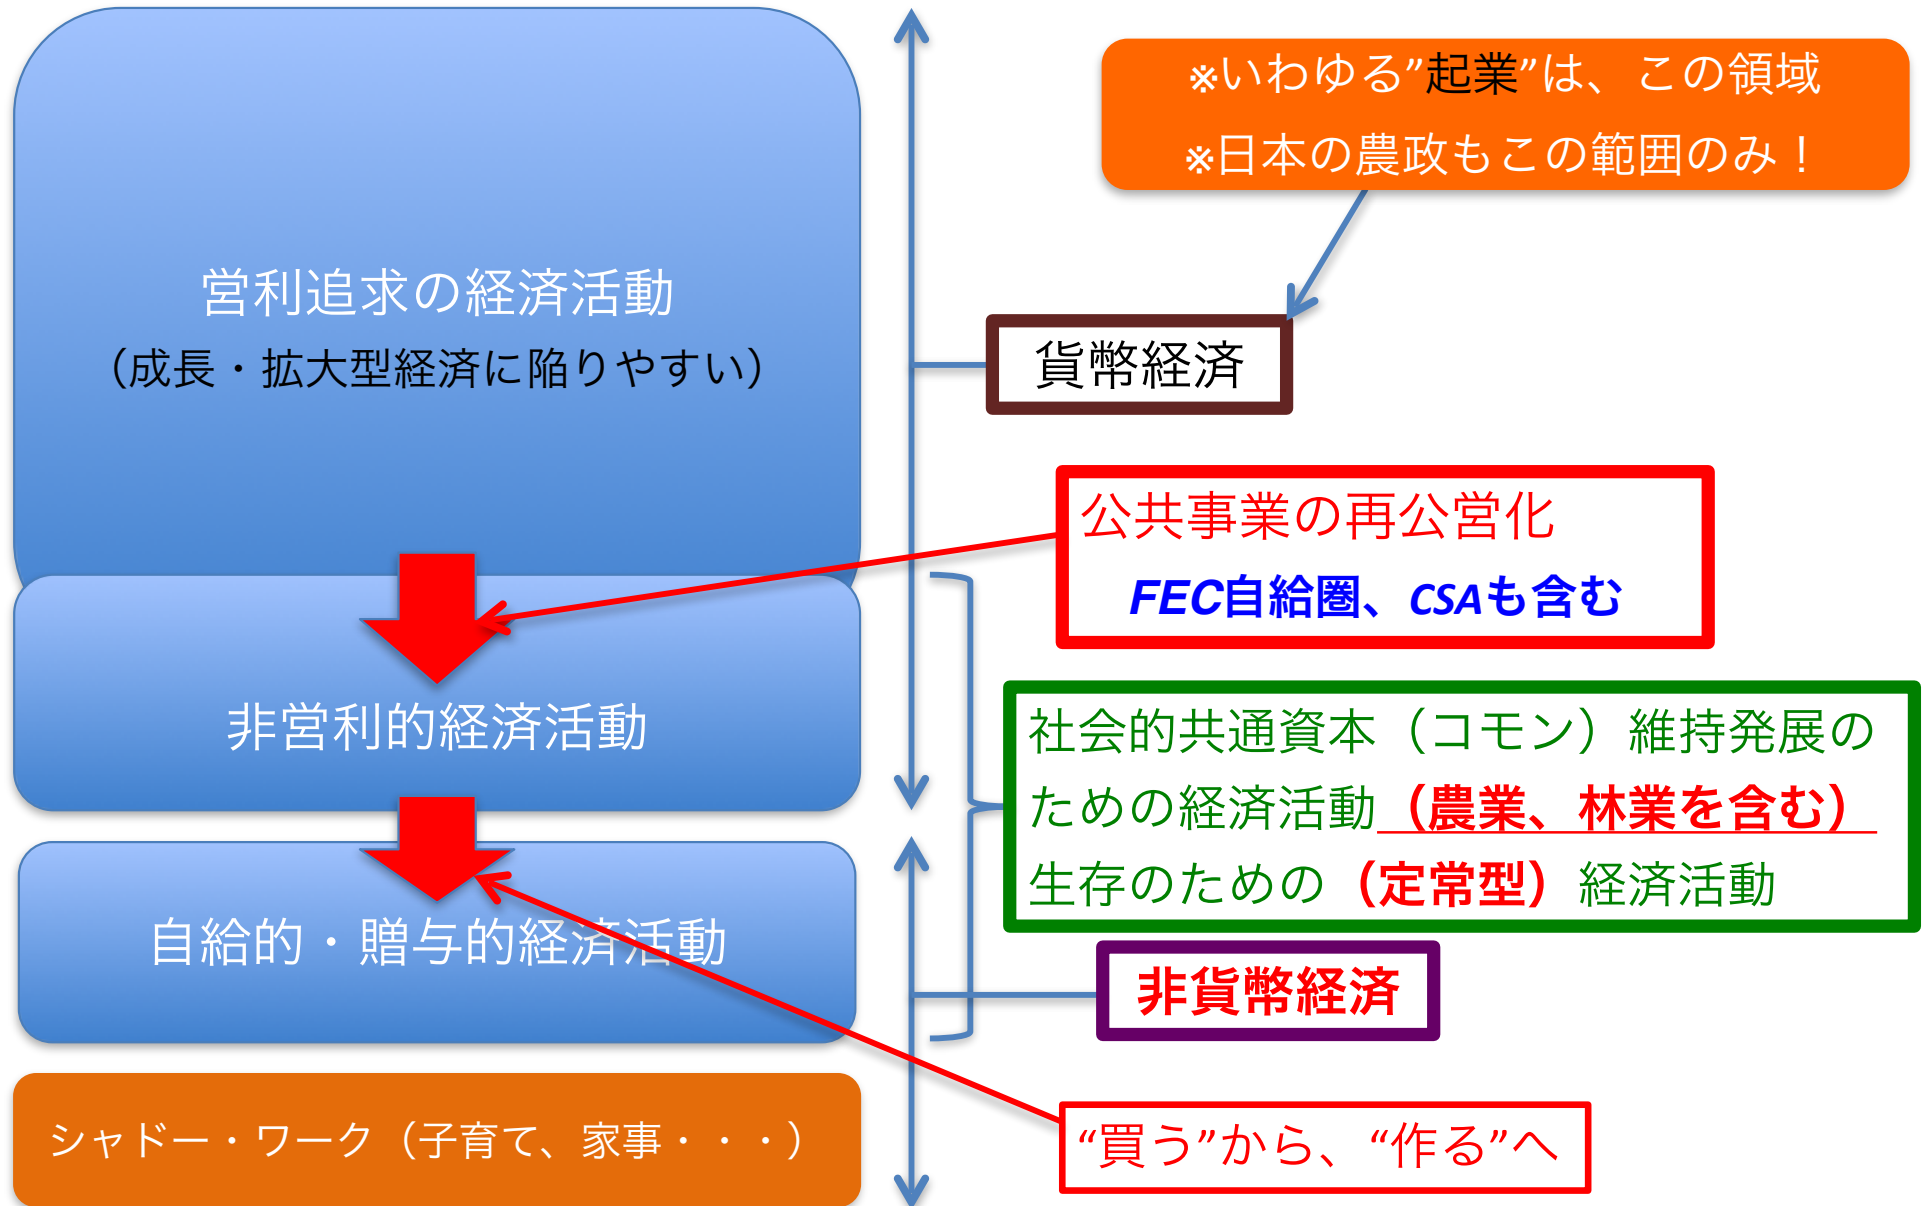 ※いわゆる”起業”は、この領域
※日本の農政もこの範囲のみ！
営利追求の経済活動
（成長・拡大型経済に陥りやすい）
貨幣経済
公共事業の再公営化
FEC自給圏、CSAも含む
非営利的経済活動
社会的共通資本（コモン）維持発展の
ための経済活動（農業、林業を含む）
生存のための（定常型）経済活動
自給的・贈与的経済活動
非貨幣経済
シャドー・ワーク（子育て、家事・・・）
“買う”から、“作る”へ